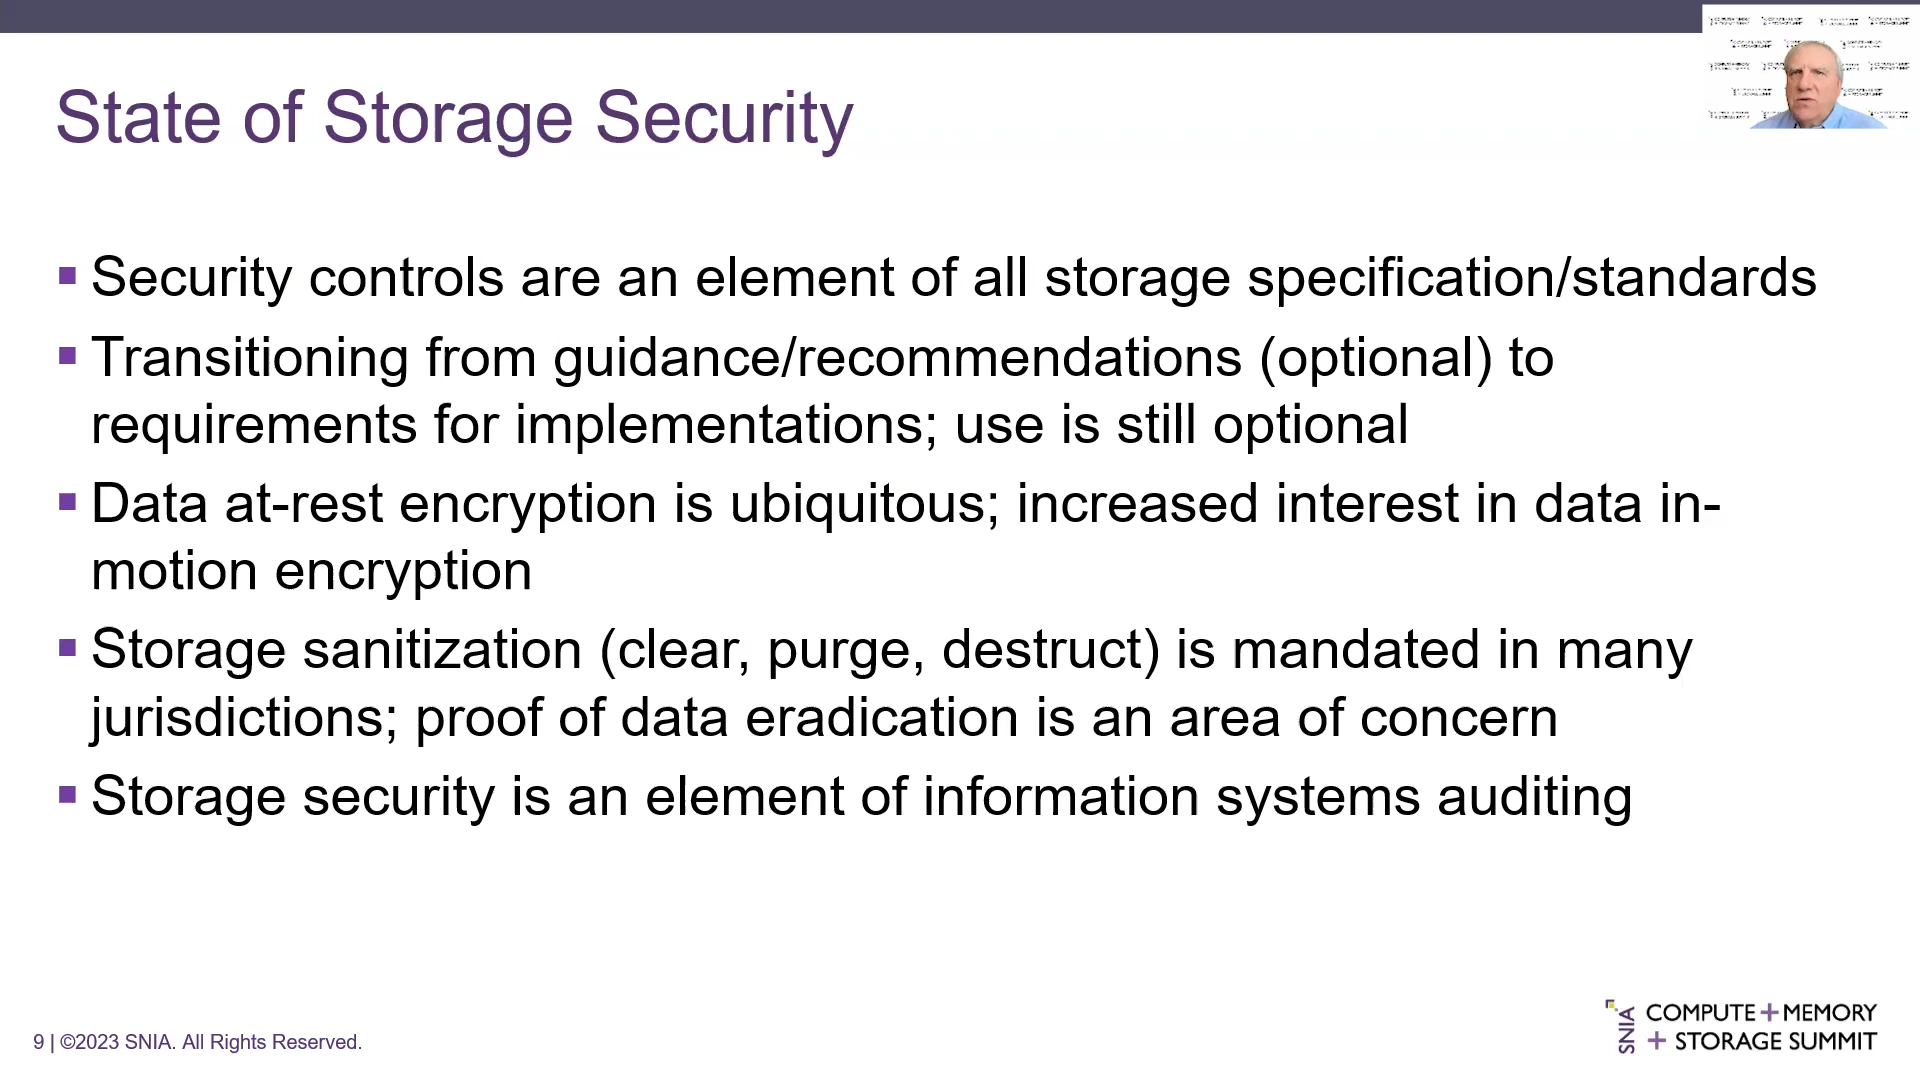 State of Storage Security
▪ Security controls are an element of all storage specification/standards
▪ Transitioning from guidance/recommendations (optional) to
requirements for implementations; use is still optional
▪ Data at-rest encryption is ubiquitous; increased interest in data in-
motion encryption
▪ Storage sanitization (clear, purge, destruct) is mandated in many
jurisdictions; proof of data eradication is an area of concern
▪ Storage security is an element of information systems auditing
9 | ©2023 SNIA. All Rights Reserved.
SNIA
COMPUTE + MEMORY
+ STORAGE SUMMIT